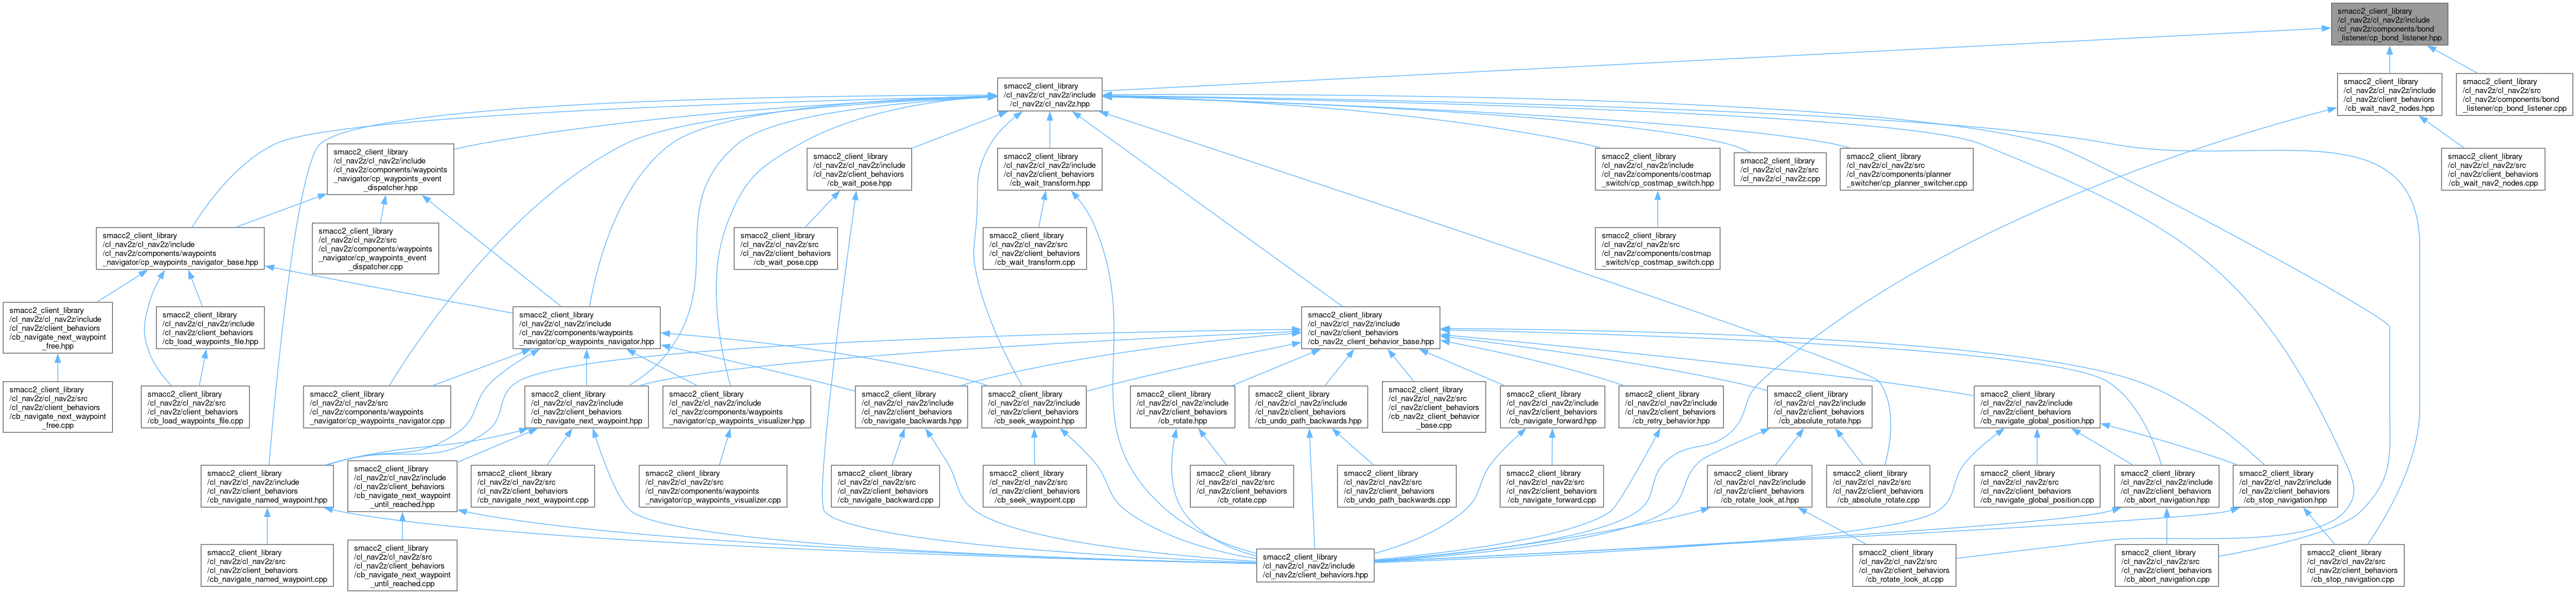 smacc2_client_library
/cl_nav2z/cl_nav2z/include
/cl_nav2z/components/bond
_listener/cp_bond_listener.hpp
smacc2_client_library
/cl_nav2z/cl_nav2z/include
/cl_nav2z/cl_nav2z.hpp
smacc2_client_library
/cl_nav2z/cl_nav2z/include
/cl_nav2z/client_behaviors
/cb_wait_nav2_nodes.hpp
smacc2_client_library
/cl_nav2z/cl_nav2z/src
/cl_nav2z/components/bond
_listener/cp_bond_listener.cpp
smacc2_client_library
/cl_nav2z/cl_nav2z/include
/cl_nav2z/components/waypoints
_navigator/cp_waypoints_event
_dispatcher.hpp
smacc2_client_library
/cl_nav2z/cl_nav2z/include
/cl_nav2z/client_behaviors
/cb_wait_pose.hpp
smacc2_client_library
/cl_nav2z/cl_nav2z/include
/cl_nav2z/client_behaviors
/cb_wait_transform.hpp
smacc2_client_library
/cl_nav2z/cl_nav2z/include
/cl_nav2z/components/costmap
_switch/cp_costmap_switch.hpp
smacc2_client_library
/cl_nav2z/cl_nav2z/src
/cl_nav2z/cl_nav2z.cpp
smacc2_client_library
/cl_nav2z/cl_nav2z/src
/cl_nav2z/components/planner
_switcher/cp_planner_switcher.cpp
smacc2_client_library
/cl_nav2z/cl_nav2z/src
/cl_nav2z/client_behaviors
/cb_wait_nav2_nodes.cpp
smacc2_client_library
/cl_nav2z/cl_nav2z/include
/cl_nav2z/components/waypoints
_navigator/cp_waypoints_navigator_base.hpp
smacc2_client_library
/cl_nav2z/cl_nav2z/src
/cl_nav2z/components/waypoints
_navigator/cp_waypoints_event
_dispatcher.cpp
smacc2_client_library
/cl_nav2z/cl_nav2z/src
/cl_nav2z/client_behaviors
/cb_wait_pose.cpp
smacc2_client_library
/cl_nav2z/cl_nav2z/src
/cl_nav2z/client_behaviors
/cb_wait_transform.cpp
smacc2_client_library
/cl_nav2z/cl_nav2z/src
/cl_nav2z/components/costmap
_switch/cp_costmap_switch.cpp
smacc2_client_library
/cl_nav2z/cl_nav2z/include
/cl_nav2z/client_behaviors
/cb_navigate_next_waypoint
_free.hpp
smacc2_client_library
/cl_nav2z/cl_nav2z/include
/cl_nav2z/client_behaviors
/cb_load_waypoints_file.hpp
smacc2_client_library
/cl_nav2z/cl_nav2z/include
/cl_nav2z/components/waypoints
_navigator/cp_waypoints_navigator.hpp
smacc2_client_library
/cl_nav2z/cl_nav2z/include
/cl_nav2z/client_behaviors
/cb_nav2z_client_behavior_base.hpp
smacc2_client_library
/cl_nav2z/cl_nav2z/src
/cl_nav2z/client_behaviors
/cb_navigate_next_waypoint
_free.cpp
smacc2_client_library
/cl_nav2z/cl_nav2z/src
/cl_nav2z/client_behaviors
/cb_load_waypoints_file.cpp
smacc2_client_library
/cl_nav2z/cl_nav2z/src
/cl_nav2z/components/waypoints
_navigator/cp_waypoints_navigator.cpp
smacc2_client_library
/cl_nav2z/cl_nav2z/include
/cl_nav2z/client_behaviors
/cb_navigate_next_waypoint.hpp
smacc2_client_library
/cl_nav2z/cl_nav2z/include
/cl_nav2z/components/waypoints
_navigator/cp_waypoints_visualizer.hpp
smacc2_client_library
/cl_nav2z/cl_nav2z/include
/cl_nav2z/client_behaviors
/cb_navigate_backwards.hpp
smacc2_client_library
/cl_nav2z/cl_nav2z/include
/cl_nav2z/client_behaviors
/cb_seek_waypoint.hpp
smacc2_client_library
/cl_nav2z/cl_nav2z/include
/cl_nav2z/client_behaviors
/cb_rotate.hpp
smacc2_client_library
/cl_nav2z/cl_nav2z/include
/cl_nav2z/client_behaviors
/cb_undo_path_backwards.hpp
smacc2_client_library
/cl_nav2z/cl_nav2z/src
/cl_nav2z/client_behaviors
/cb_nav2z_client_behavior
_base.cpp
smacc2_client_library
/cl_nav2z/cl_nav2z/include
/cl_nav2z/client_behaviors
/cb_navigate_forward.hpp
smacc2_client_library
/cl_nav2z/cl_nav2z/include
/cl_nav2z/client_behaviors
/cb_retry_behavior.hpp
smacc2_client_library
/cl_nav2z/cl_nav2z/include
/cl_nav2z/client_behaviors
/cb_absolute_rotate.hpp
smacc2_client_library
/cl_nav2z/cl_nav2z/include
/cl_nav2z/client_behaviors
/cb_navigate_global_position.hpp
smacc2_client_library
/cl_nav2z/cl_nav2z/include
/cl_nav2z/client_behaviors
/cb_navigate_named_waypoint.hpp
smacc2_client_library
/cl_nav2z/cl_nav2z/include
/cl_nav2z/client_behaviors
/cb_navigate_next_waypoint
_until_reached.hpp
smacc2_client_library
/cl_nav2z/cl_nav2z/src
/cl_nav2z/client_behaviors
/cb_navigate_next_waypoint.cpp
smacc2_client_library
/cl_nav2z/cl_nav2z/src
/cl_nav2z/components/waypoints
_navigator/cp_waypoints_visualizer.cpp
smacc2_client_library
/cl_nav2z/cl_nav2z/src
/cl_nav2z/client_behaviors
/cb_navigate_backward.cpp
smacc2_client_library
/cl_nav2z/cl_nav2z/src
/cl_nav2z/client_behaviors
/cb_seek_waypoint.cpp
smacc2_client_library
/cl_nav2z/cl_nav2z/src
/cl_nav2z/client_behaviors
/cb_rotate.cpp
smacc2_client_library
/cl_nav2z/cl_nav2z/src
/cl_nav2z/client_behaviors
/cb_undo_path_backwards.cpp
smacc2_client_library
/cl_nav2z/cl_nav2z/src
/cl_nav2z/client_behaviors
/cb_navigate_forward.cpp
smacc2_client_library
/cl_nav2z/cl_nav2z/include
/cl_nav2z/client_behaviors
/cb_rotate_look_at.hpp
smacc2_client_library
/cl_nav2z/cl_nav2z/src
/cl_nav2z/client_behaviors
/cb_absolute_rotate.cpp
smacc2_client_library
/cl_nav2z/cl_nav2z/src
/cl_nav2z/client_behaviors
/cb_navigate_global_position.cpp
smacc2_client_library
/cl_nav2z/cl_nav2z/include
/cl_nav2z/client_behaviors
/cb_abort_navigation.hpp
smacc2_client_library
/cl_nav2z/cl_nav2z/include
/cl_nav2z/client_behaviors
/cb_stop_navigation.hpp
smacc2_client_library
/cl_nav2z/cl_nav2z/src
/cl_nav2z/client_behaviors
/cb_navigate_named_waypoint.cpp
smacc2_client_library
/cl_nav2z/cl_nav2z/src
/cl_nav2z/client_behaviors
/cb_navigate_next_waypoint
_until_reached.cpp
smacc2_client_library
/cl_nav2z/cl_nav2z/include
/cl_nav2z/client_behaviors.hpp
smacc2_client_library
/cl_nav2z/cl_nav2z/src
/cl_nav2z/client_behaviors
/cb_rotate_look_at.cpp
smacc2_client_library
/cl_nav2z/cl_nav2z/src
/cl_nav2z/client_behaviors
/cb_abort_navigation.cpp
smacc2_client_library
/cl_nav2z/cl_nav2z/src
/cl_nav2z/client_behaviors
/cb_stop_navigation.cpp